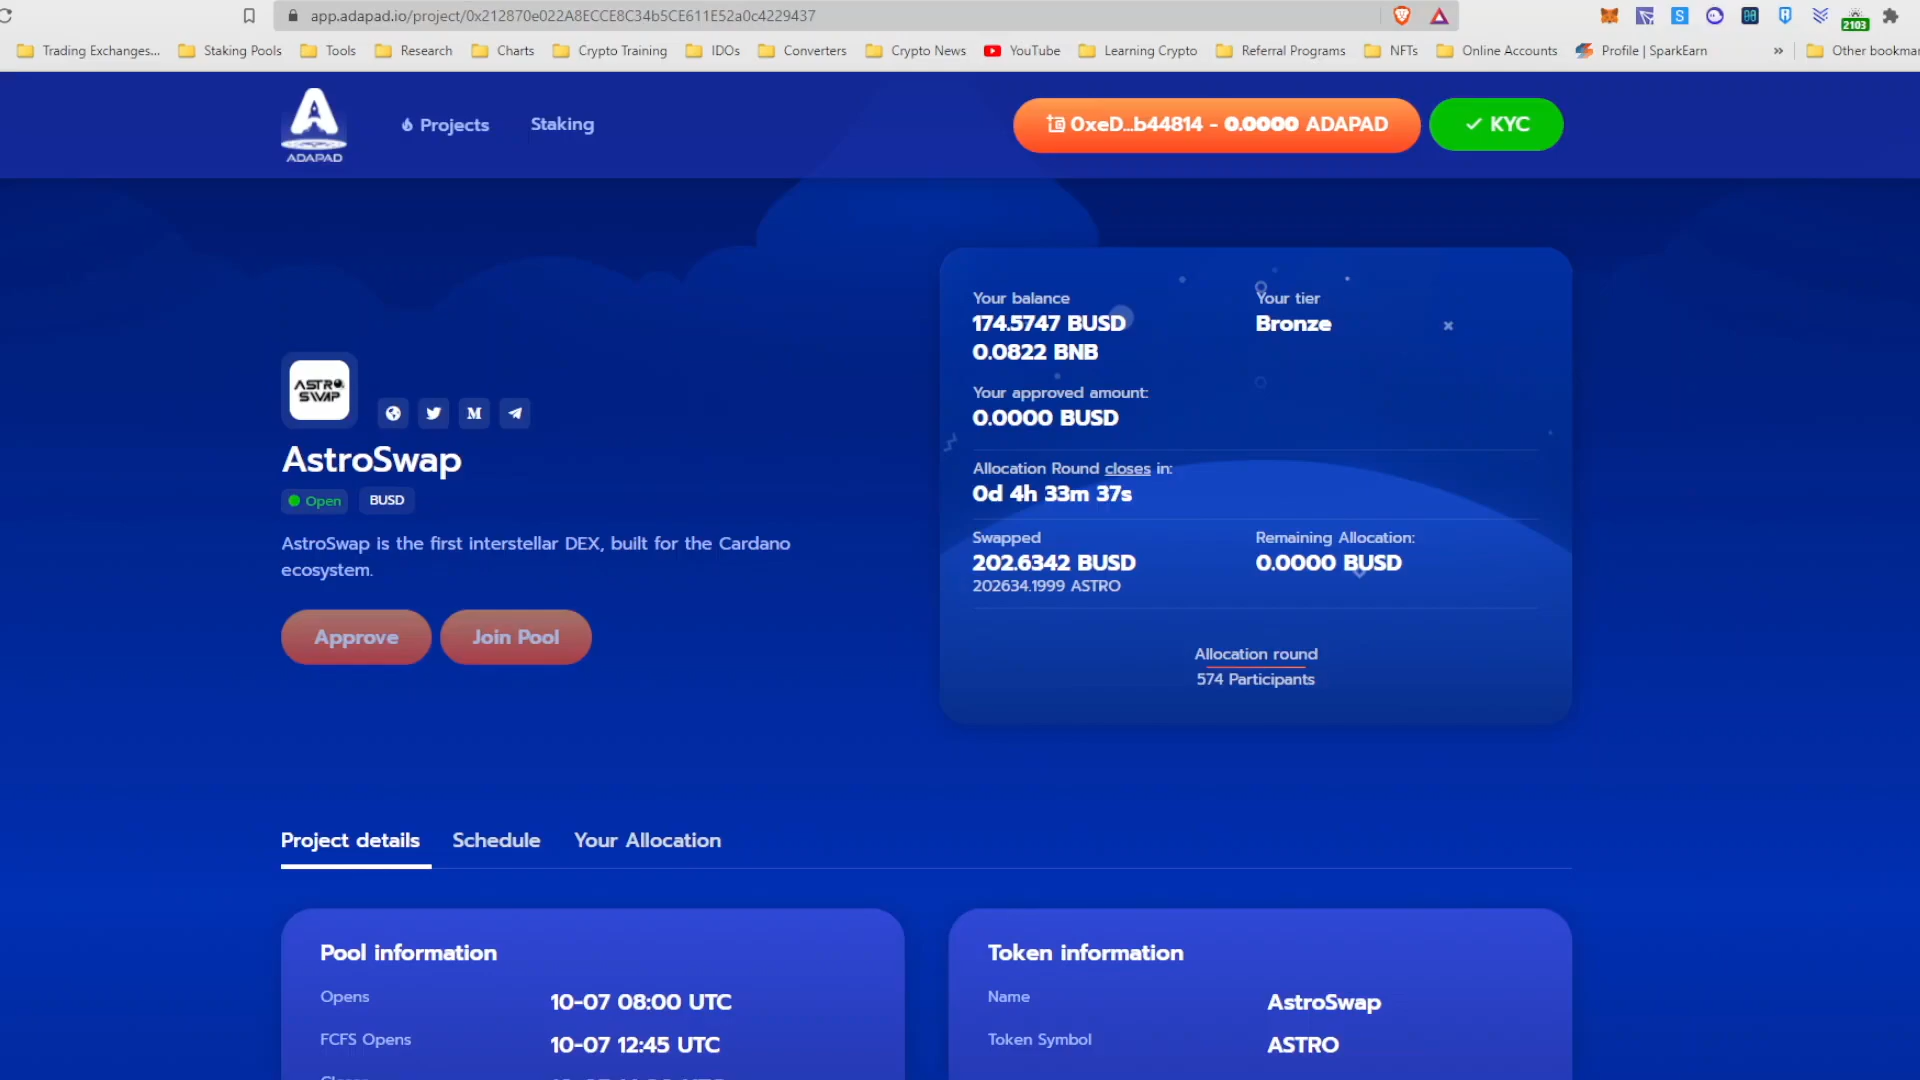 app.adapad.io/project/0x212870e022A8ECCE8C34b5CE611E52a0c4229437
2103
Trading Exchanges...
Staking Pools
Tools
Research
Charts
Crypto Training
IDOs
Converters
Crypto News
YouTube
Learning Crypto
Referral Programs
NFTs
Online Accounts
Profile | SparkEarn
»
Other bookmar
ADAPAD
Projects
Staking
0xeD...b44814 - 0.0000 ADAPAD
KYC
Your balance
174.5747 BUSD
0.0822 BNB
Your tier
Bronze
Your approved amount:
0.0000 BUSD
Allocation Round closes in:
0d 4h 33m 37s
Swapped
202.6342 BUSD
202634.1999 ASTRO
Remaining Allocation:
0.0000 BUSD
Allocation round
574 Participants
ASTRO
SWAP
AstroSwap
Open
BUSD
AstroSwap is the first interstellar DEX, built for the Cardano
ecosystem.
Approve
Join Pool
Project details
Schedule
Your Allocation
Pool information
Opens
10-07 08:00 UTC
FCFS Opens
10-07 12:45 UTC
Token information
Name
AstroSwap
Token Symbol
ASTRO